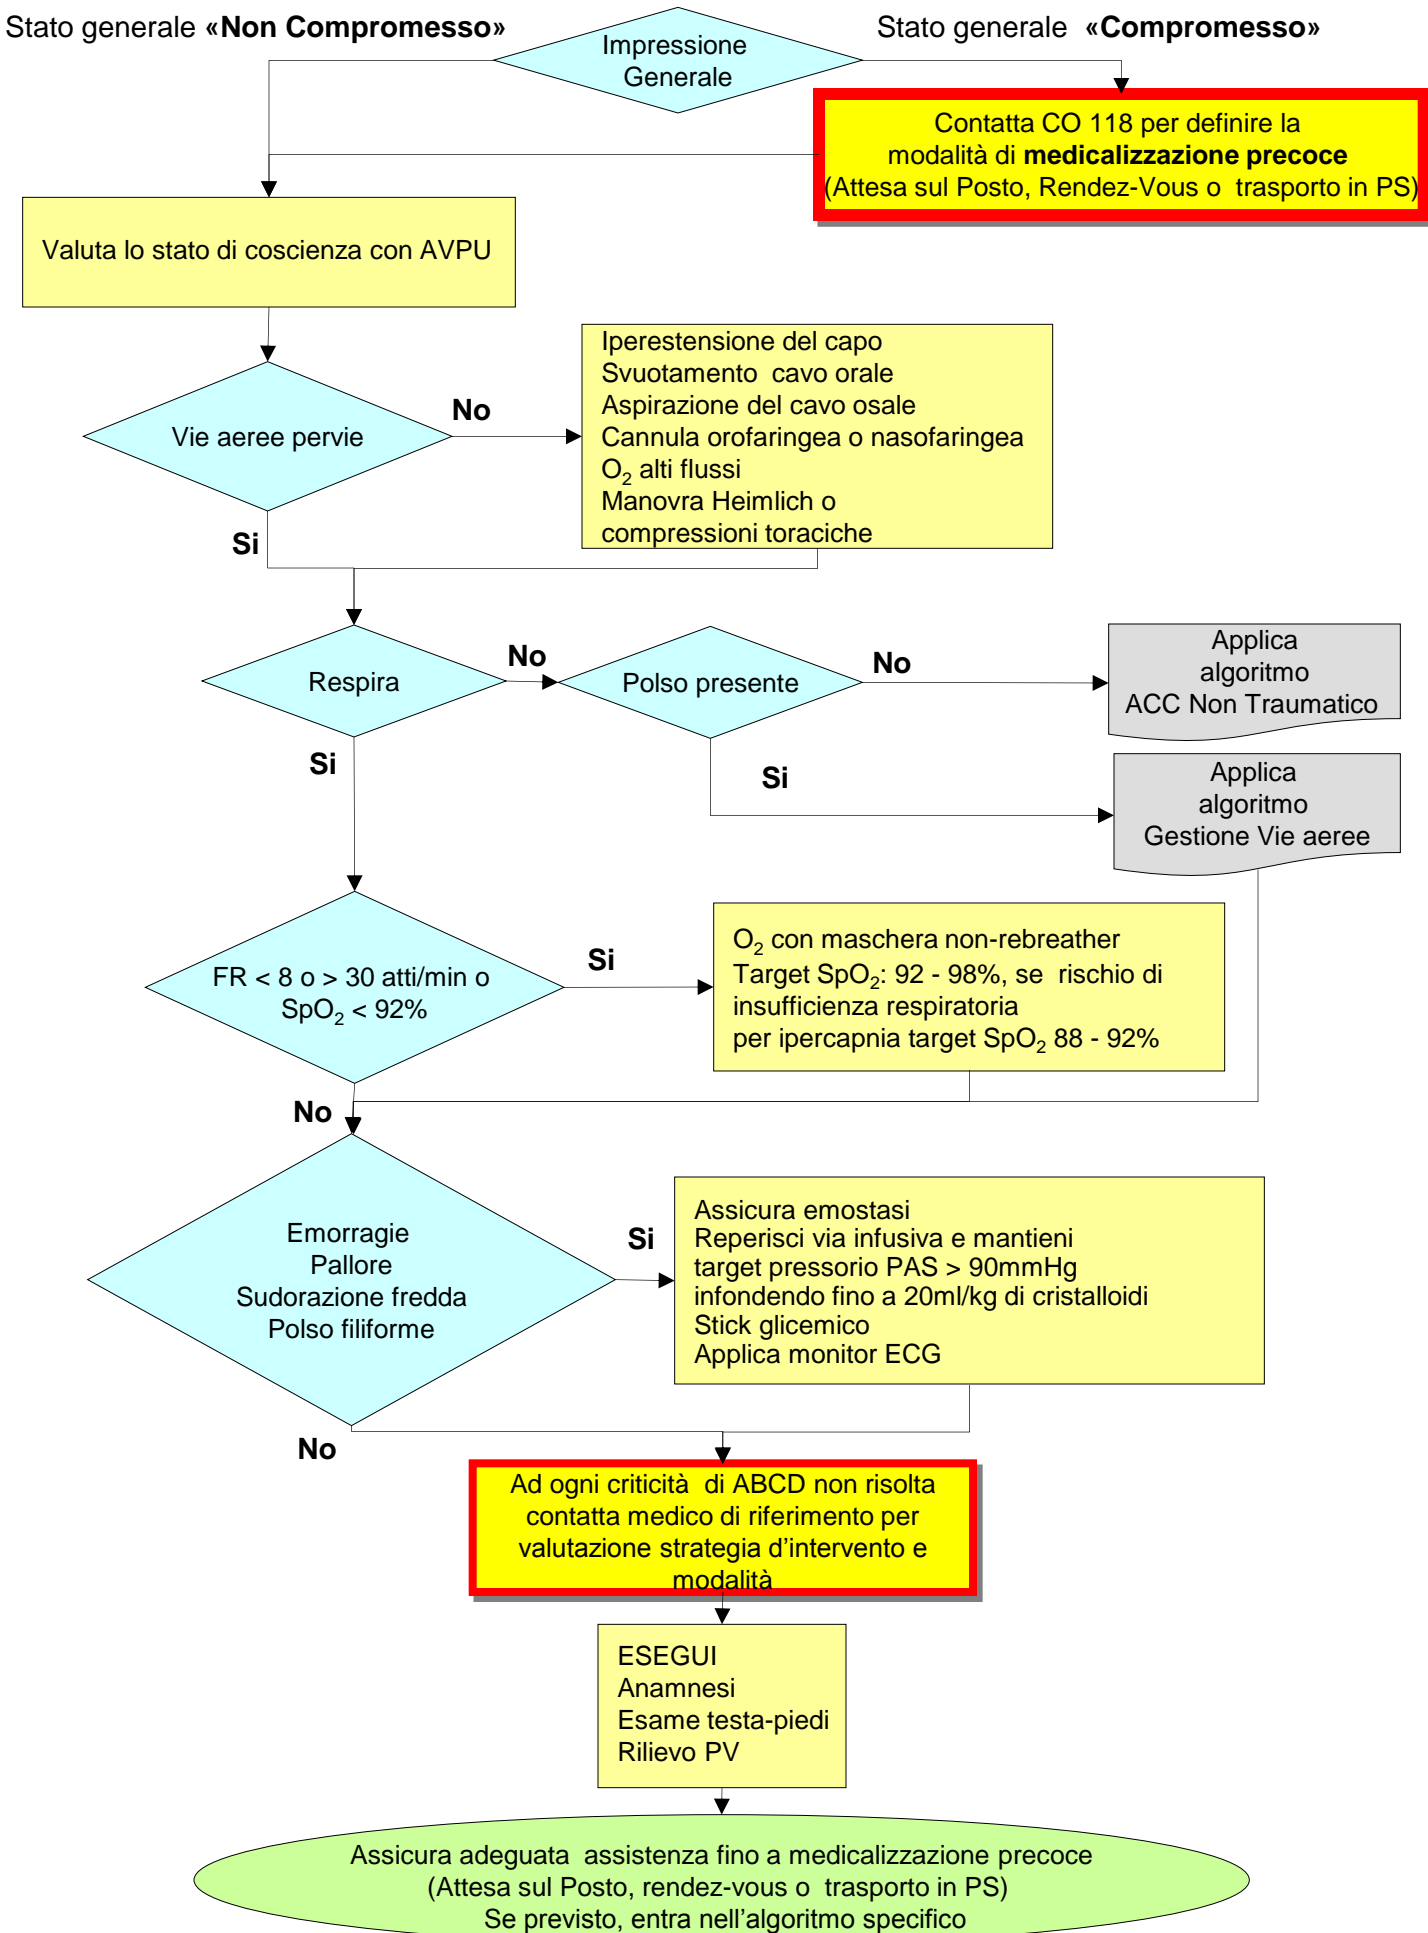 Stato generale «Non Compromesso»
Impressione
Generale
Stato generale «Compromesso»
Contatta CO 118 per definire la
modalità di medicalizzazione precoce
(Attesa sul Posto, Rendez-Vous o trasporto in PS)
Valuta lo stato di coscienza con AVPU
Vie aeree pervie
No
Iperestensione del capo
Svuotamento cavo orale
Aspirazione del cavo osale
Cannula orofaringea o nasofaringea
O2 alti flussi
Manovra Heimlich o
compressioni toraciche
Si
Respira
No
Polso presente
No
Applica
algoritmo
ACC Non Traumatico
Si
Si
Applica
algoritmo
Gestione Vie aeree
FR < 8 o > 30 atti/min o
SpO2 < 92%
Si
O2 con maschera non-rebreather
Target SpO2: 92 - 98%, se rischio di
insufficienza respiratoria
per ipercapnia target SpO2 88 - 92%
No
Emorragie
Pallore
Sudorazione fredda
Polso filiforme
Si
Assicura emostasi
Reperisci via infusiva e mantieni
target pressorio PAS > 90mmHg
infondendo fino a 20ml/kg di cristalloidi
Stick glicemico
Applica monitor ECG
No
Ad ogni criticità di ABCD non risolta
contatta medico di riferimento per
valutazione strategia d'intervento e
modalità
ESEGUI
Anamnesi
Esame testa-piedi
Rilievo PV
Assicura adeguata assistenza fino a medicalizzazione precoce
(Attesa sul Posto, rendez-vous o trasporto in PS)
Se previsto, entra nell'algoritmo specifico